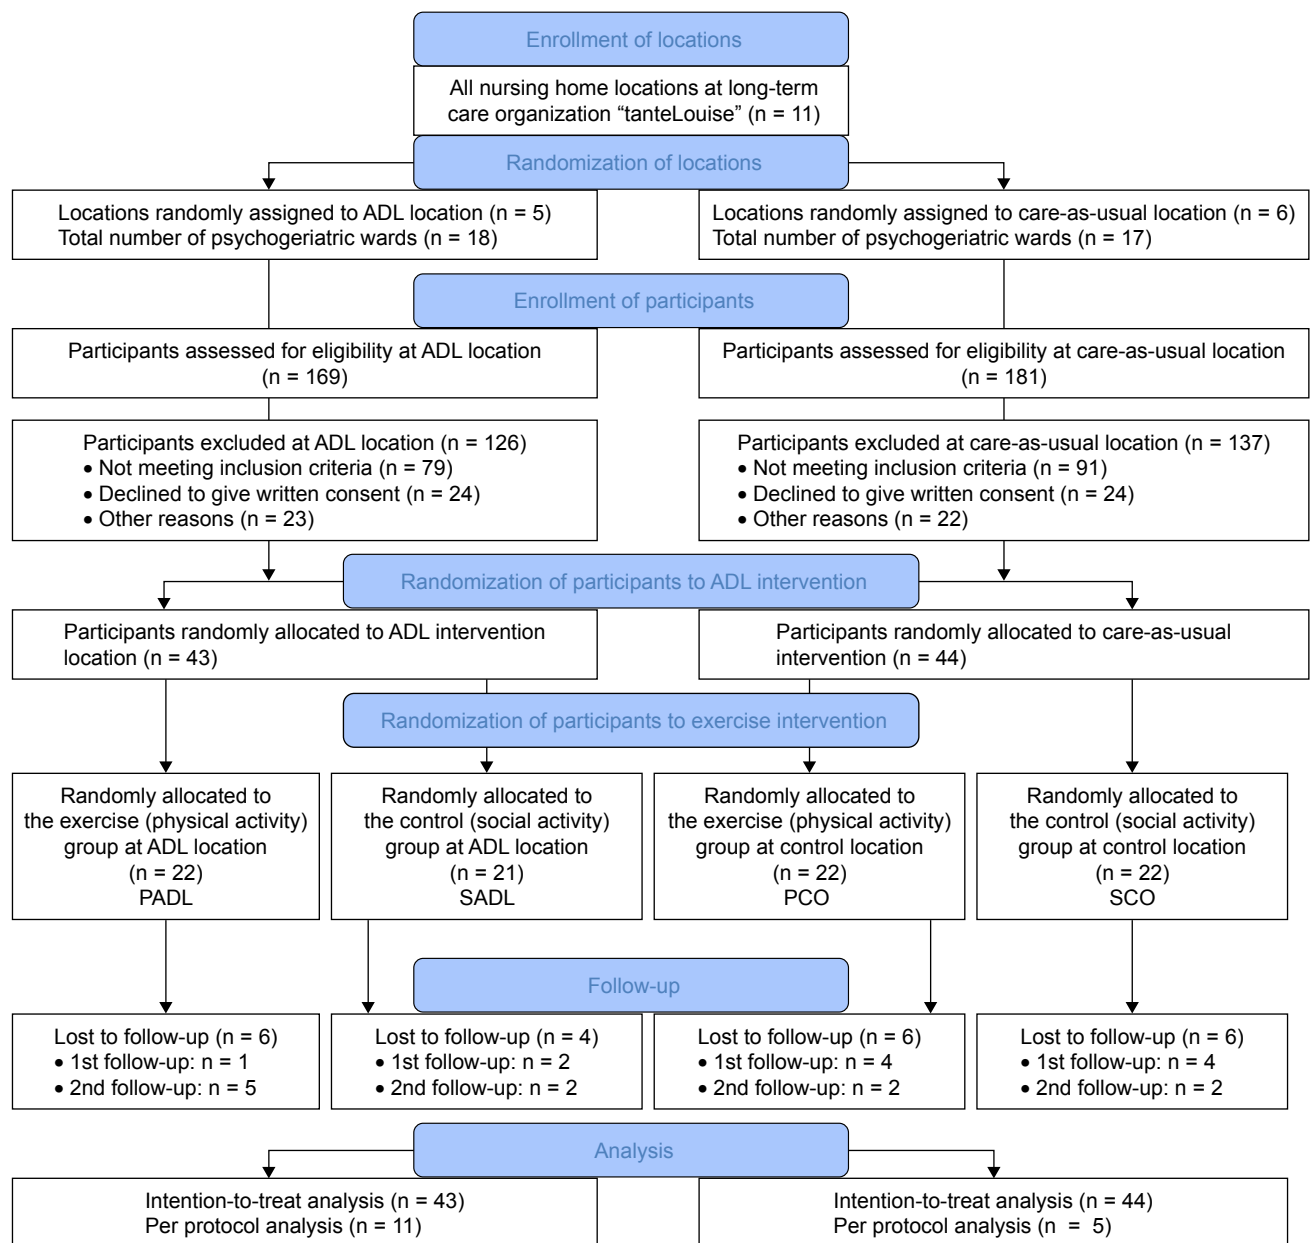 Enrollment of locations
All nursing home locations at long-term
care organization “tanteLouise” (n = 11)
Randomization of locations
Locations randomly assigned to ADL location (n = 5)
Total number of psychogeriatric wards (n = 18)
Locations randomly assigned to care-as-usual location (n = 6)
Total number of psychogeriatric wards (n = 17)
Enrollment of participants
Participants assessed for eligibility at ADL location
(n = 169)
Participants assessed for eligibility at care-as-usual location
(n = 181)
Participants excluded at ADL location (n = 126)
• Not meeting inclusion criteria (n = 79)
• Declined to give written consent (n = 24)
• Other reasons (n = 23)
Participants excluded at care-as-usual location (n = 137)
• Not meeting inclusion criteria (n = 91)
• Declined to give written consent (n = 24)
• Other reasons (n = 22)
Randomization of participants to ADL intervention
Participants randomly allocated to ADL intervention
location (n = 43)
Participants randomly allocated to care-as-usual
intervention (n = 44)
Randomization of participants to exercise intervention
Randomly allocated to
the exercise (physical activity)
group at ADL location
(n = 22)
PADL
Randomly allocated to
the control (social activity)
group at ADL location
(n = 21)
SADL
Randomly allocated to
the exercise (physical activity)
group at control location
(n = 22)
PCO
Randomly allocated to
the control (social activity)
group at control location
(n = 22)
SCO
Follow-up
Lost to follow-up (n = 6)
• 1st follow-up: n = 1
• 2nd follow-up: n = 5
Lost to follow-up (n = 4)
• 1st follow-up: n = 2
• 2nd follow-up: n = 2
Lost to follow-up (n = 6)
• 1st follow-up: n = 4
• 2nd follow-up: n = 2
Lost to follow-up (n = 6)
• 1st follow-up: n = 4
• 2nd follow-up: n = 2
Analysis
Intention-to-treat analysis (n = 43)
Per protocol analysis (n = 11)
Intention-to-treat analysis (n = 44)
Per protocol analysis (n = 5)